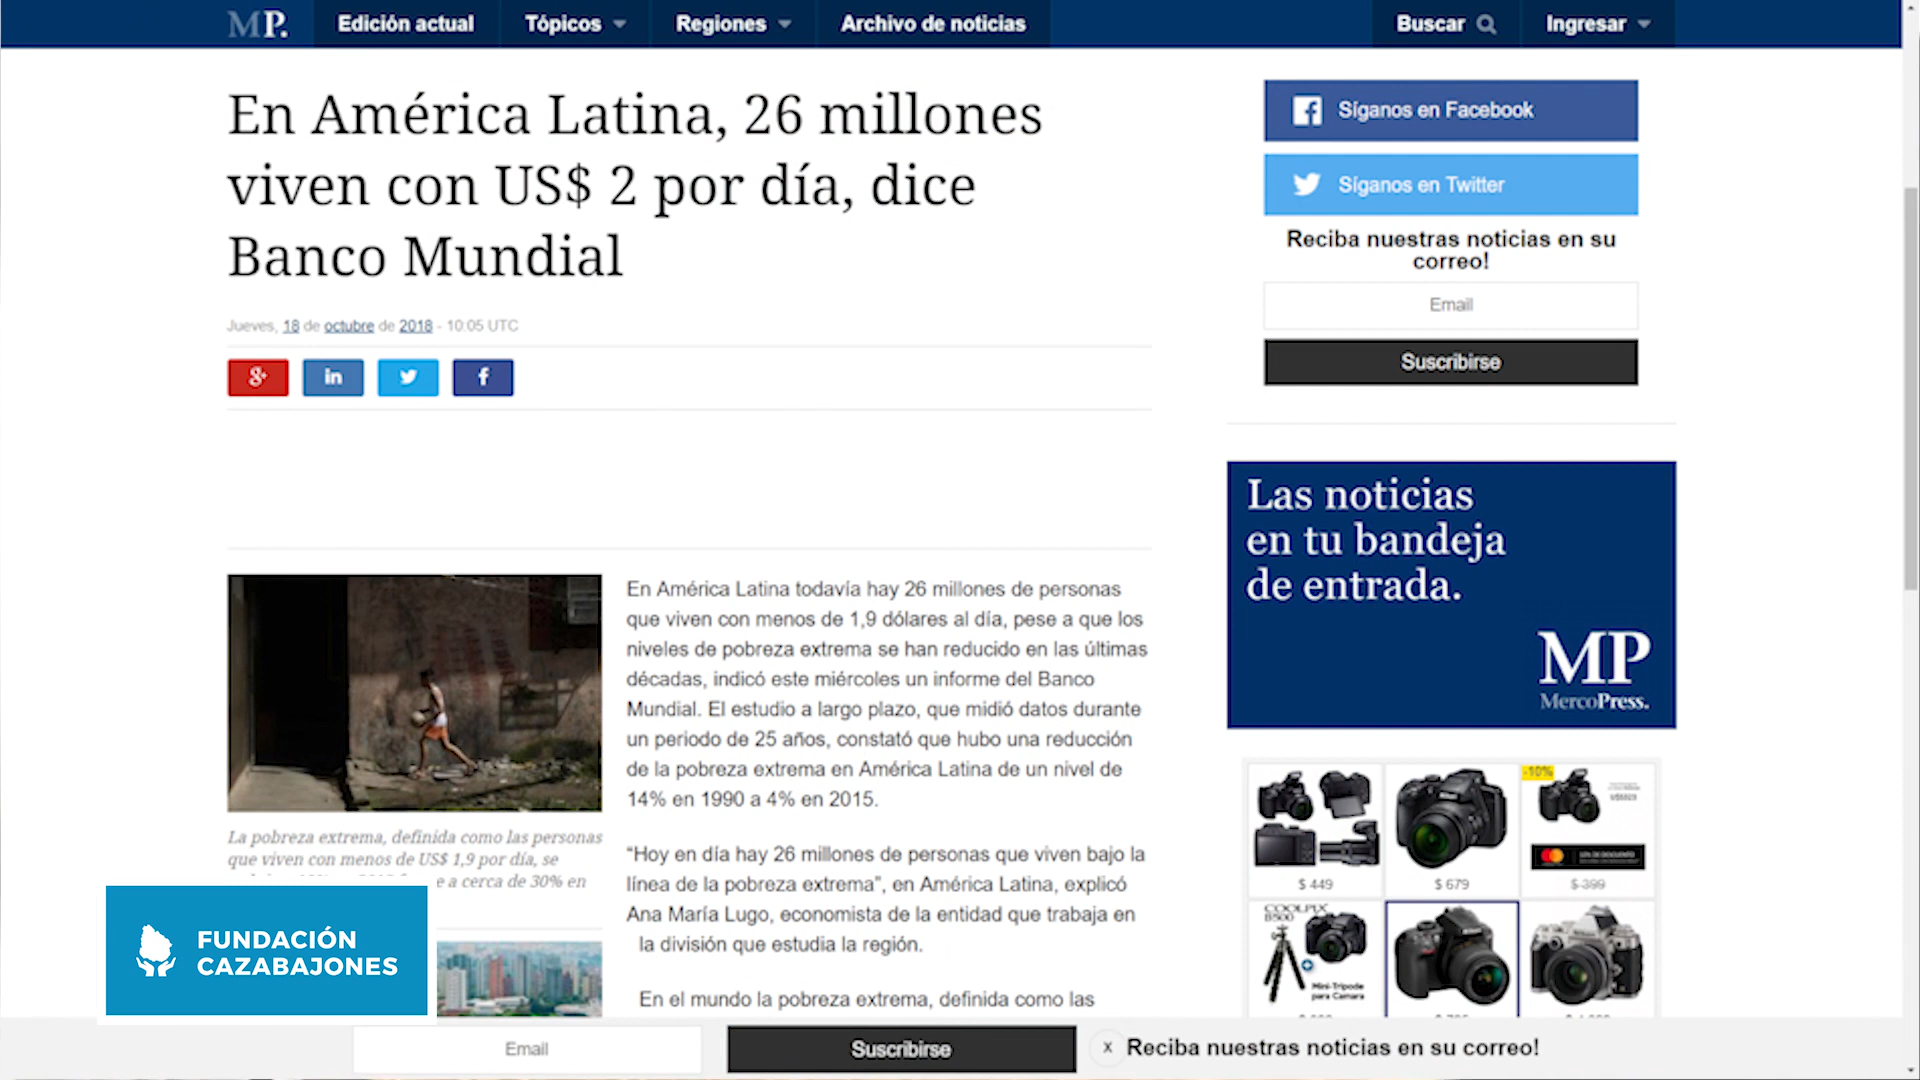 MP.
Edición actual
Tópicos
Regiones
Archivo de noticias
Buscar
Ingresar
En América Latina, 26 millones
viven con US$ 2 por día, dice
Banco Mundial
Jueves, 18 de octubre de 2018 - 10:05 UTC
En América Latina todavía hay 26 millones de personas
que viven con menos de 1,9 dólares al día, pese a que los
niveles de pobreza extrema se han reducido en las últimas
décadas, indicó este miércoles un informe del Banco
Mundial. El estudio a largo plazo, que midió datos durante
un periodo de 25 años, constató que hubo una reducción
de la pobreza extrema en América Latina de un nivel de
14% en 1990 a 4% en 2015.
“Hoy en día hay 26 millones de personas que viven bajo la
línea de la pobreza extrema”, en América Latina, explicó
Ana María Lugo, economista de la entidad que trabaja en
la división que estudia la región.
En el mundo la pobreza extrema, definida como las
La pobreza extrema, definida como las personas
que viven con menos de US$ 1,9 por día, se
e a cerca de 30% en
FUNDACIÓN
CAZABAJONES
Síganos en Facebook
Síganos en Twitter
Reciba nuestras noticias en su
correo!
Email
Suscribirse
Las noticias
en tu bandeja
de entrada.
MP
MercoPress.
-10%
$ 449
$ 679
$ 399
COOLPIX
B500
Mini-Trípode
para Camara
Email
Suscribirse
x
Reciba nuestras noticias en su correo!